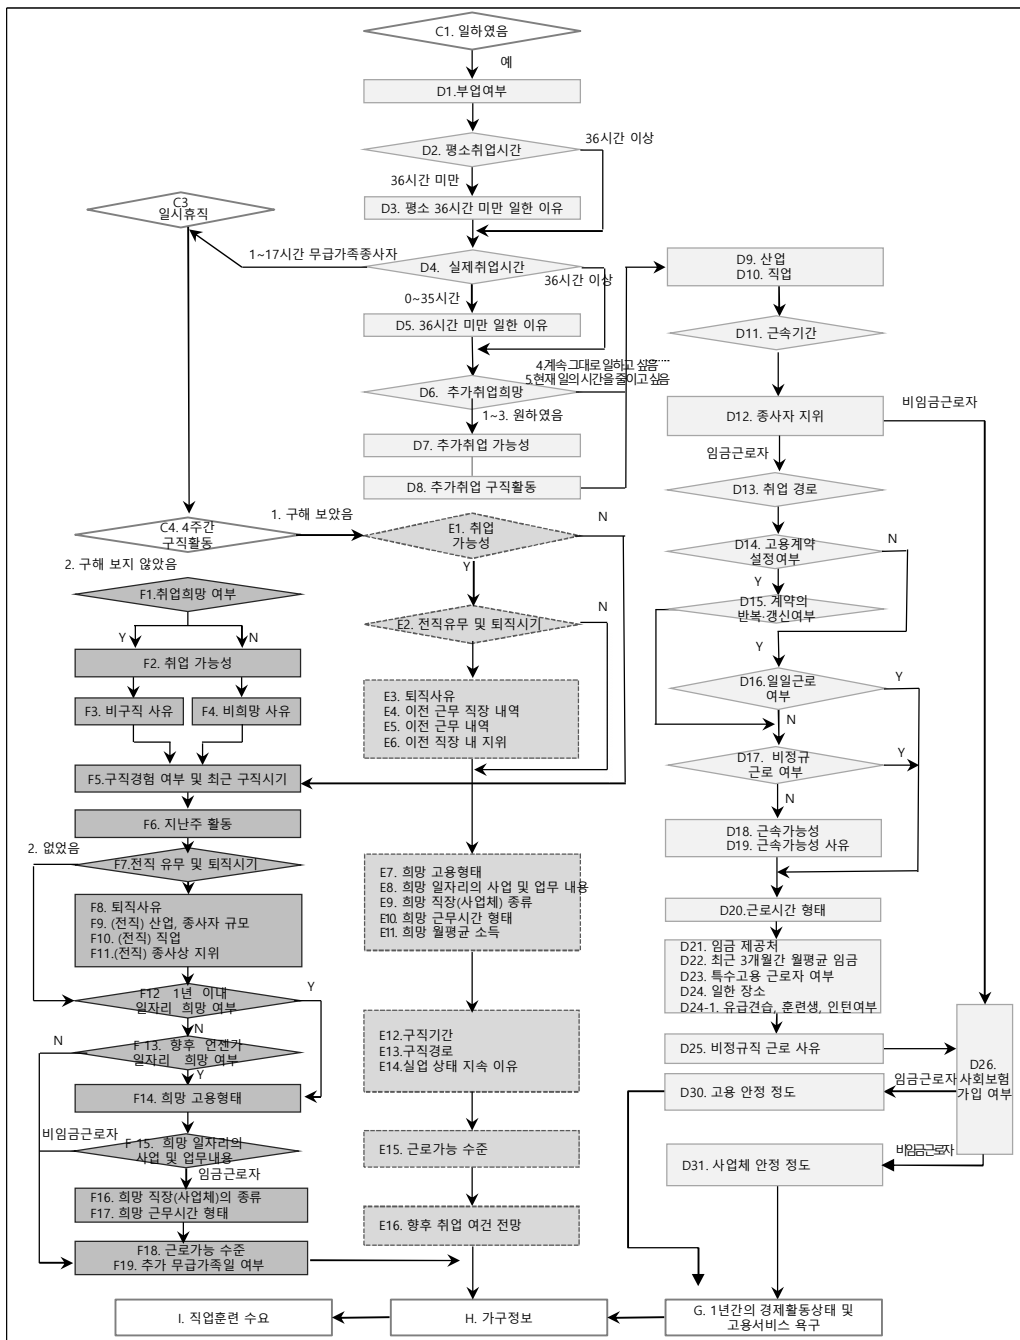 C1. 일하였음
예
D1.부업여부
D2. 평소취업시간
36시간 이상
36시간 미만
D3. 평소 36시간 미만 일한 이유
C3
일시휴직
1~17시간 무급가족종사자
D4. 실제취업시간
36시간 이상
0~35시간
D5. 36시간 미만 일한 이유
4.계속 그대로 일하고 싶음
5.현재 일의 시간을 줄이고 싶음
D6. 추가취업희망
1~3. 원하였음
D7. 추가취업 가능성
D8. 추가취업 구직활동
D9. 산업
D10. 직업
D11. 근속기간
D12. 종사자 지위
비임금근로자
임금근로자
D13. 취업 경로
D14. 고용계약
설정여부
N
Y
D15. 계약의
반복·갱신여부
Y
D16.일일근로
여부
Y
N
D17. 비정규
근로 여부
Y
N
D18. 근속가능성
D19. 근속가능성 사유
D20.근로시간 형태
D21. 임금 제공처
D22. 최근 3개월간 월평균 임금
D23. 특수고용 근로자 여부
D24. 일한 장소
D24-1. 유급견습, 훈련생, 인턴여부
D25. 비정규직 근로 사유
D26.
사회보험
가입 여부
임금근로자
D30. 고용 안정 정도
비임금근로자
D31. 사업체 안정 정도
C4. 4주간
구직활동
1. 구해 보았음
2. 구해 보지 않았음
E1. 취업
가능성
N
Y
E2. 전직유무 및 퇴직시기
N
E3. 퇴직사유
E4. 이전 근무 직장 내역
E5. 이전 근무 내역
E6. 이전 직장 내 지위
E7. 희망 고용형태
E8. 희망 일자리의 사업 및 업무 내용
E9. 희망 직장(사업체) 종류
E10. 희망 근무시간 형태
E11. 희망 월평균 소득
E12.구직기간
E13.구직경로
E14.실업 상태 지속 이유
E15. 근로가능 수준
E16. 향후 취업 여건 전망
F1.취업희망 여부
Y
N
F2. 취업 가능성
F3. 비구직 사유
F4. 비희망 사유
F5.구직경험 여부 및 최근 구직시기
F6. 지난주 활동
2. 없었음
F7.전직 유무 및 퇴직시기
F8. 퇴직사유
F9. (전직) 산업, 종사자 규모
F10. (전직) 직업
F11.(전직) 종사상 지위
F12 1년 이내
일자리 희망 여부
Y
N
N
F 13. 향후 언젠가
일자리 희망 여부
Y
F14. 희망 고용형태
비임금근로자
F 15. 희망 일자리의
사업 및 업무내용
임금근로자
F16. 희망 직장(사업체)의 종류
F17. 희망 근무시간 형태
F18. 근로가능 수준
F19. 추가 무급가족일 여부
I. 직업훈련 수요
H. 가구정보
G. 1년간의 경제활동상태 및
고용서비스 욕구